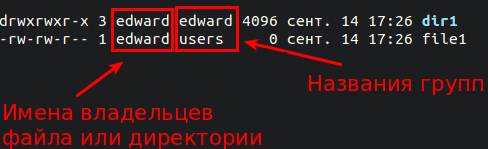 drwxrwxr-x 3 edward edward 4096 сент. 14 17:26 dir1
-rw-rw-r-- 1 edward users 0 сент. 14 17:26 file1
Названия групп
Имена владельцев
файла или директории